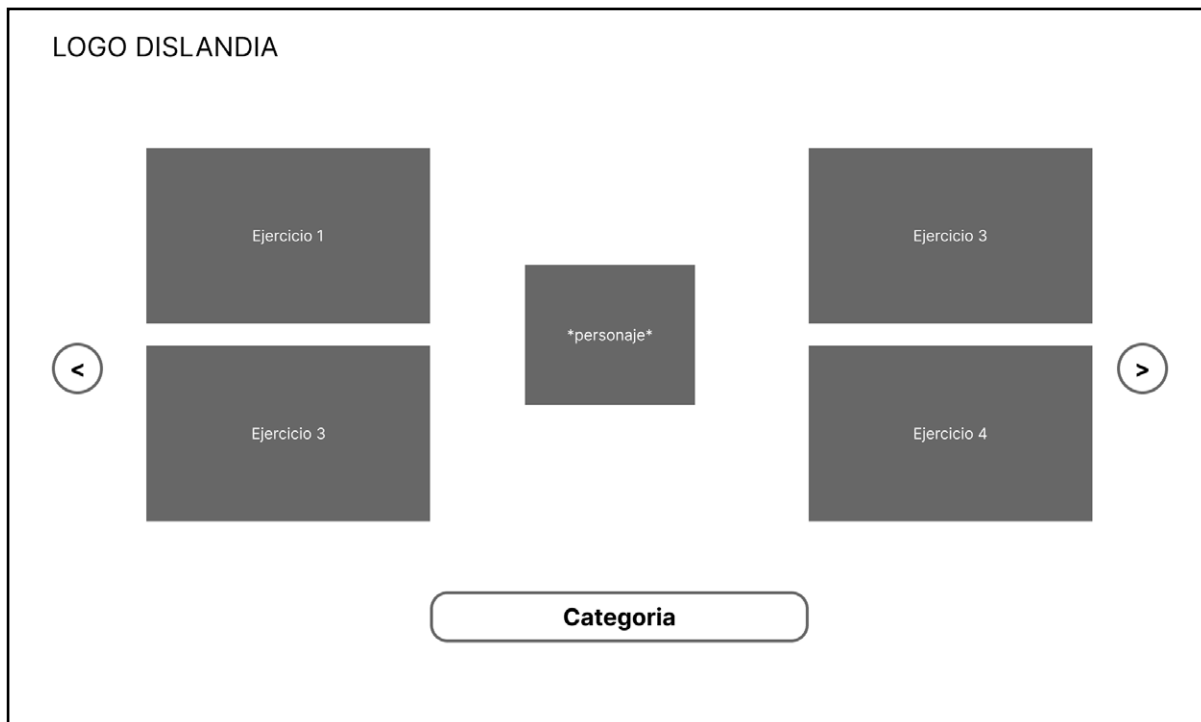 LOGO DISLANDIA
Ejercicio 1
Ejercicio 3
*personaje*
<
>
Ejercicio 3
Ejercicio 4
Categoria